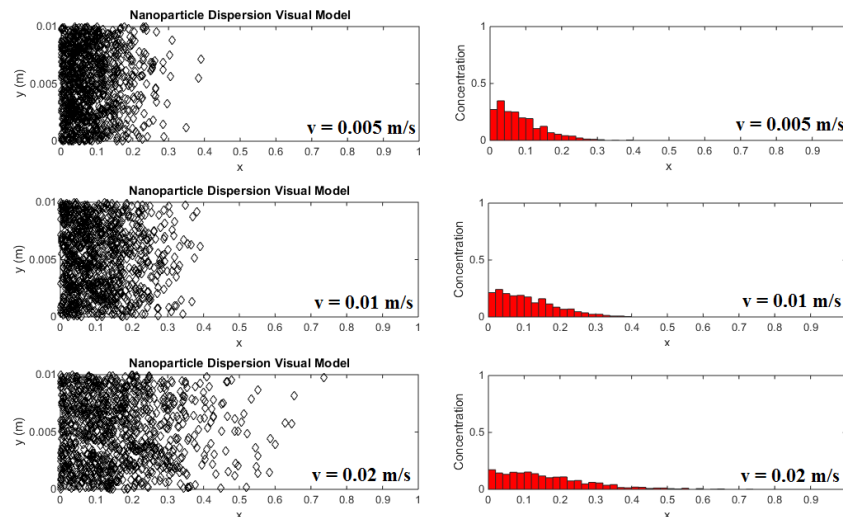 Nanoparticle Dispersion Visual Model
0.01
0.005
0
y (m)
v = 0.005 m/s
0 0.1 0.2 0.3 0.4 0.5 0.6 0.7 0.8 0.9 1
x
1
0.5
0
Concentration
v = 0.005 m/s
0 0.1 0.2 0.3 0.4 0.5 0.6 0.7 0.8 0.9
x
Nanoparticle Dispersion Visual Model
0.01
0.005
0
y (m)
v = 0.01 m/s
0 0.1 0.2 0.3 0.4 0.5 0.6 0.7 0.8 0.9 1
x
1
0.5
0
Concentration
v = 0.01 m/s
0 0.1 0.2 0.3 0.4 0.5 0.6 0.7 0.8 0.9
x
Nanoparticle Dispersion Visual Model
0.01
0.005
0
y (m)
v = 0.02 m/s
0 0.1 0.2 0.3 0.4 0.5 0.6 0.7 0.8 0.9 1
x
1
0.5
0
Concentration
v = 0.02 m/s
0 0.1 0.2 0.3 0.4 0.5 0.6 0.7 0.8 0.9
x